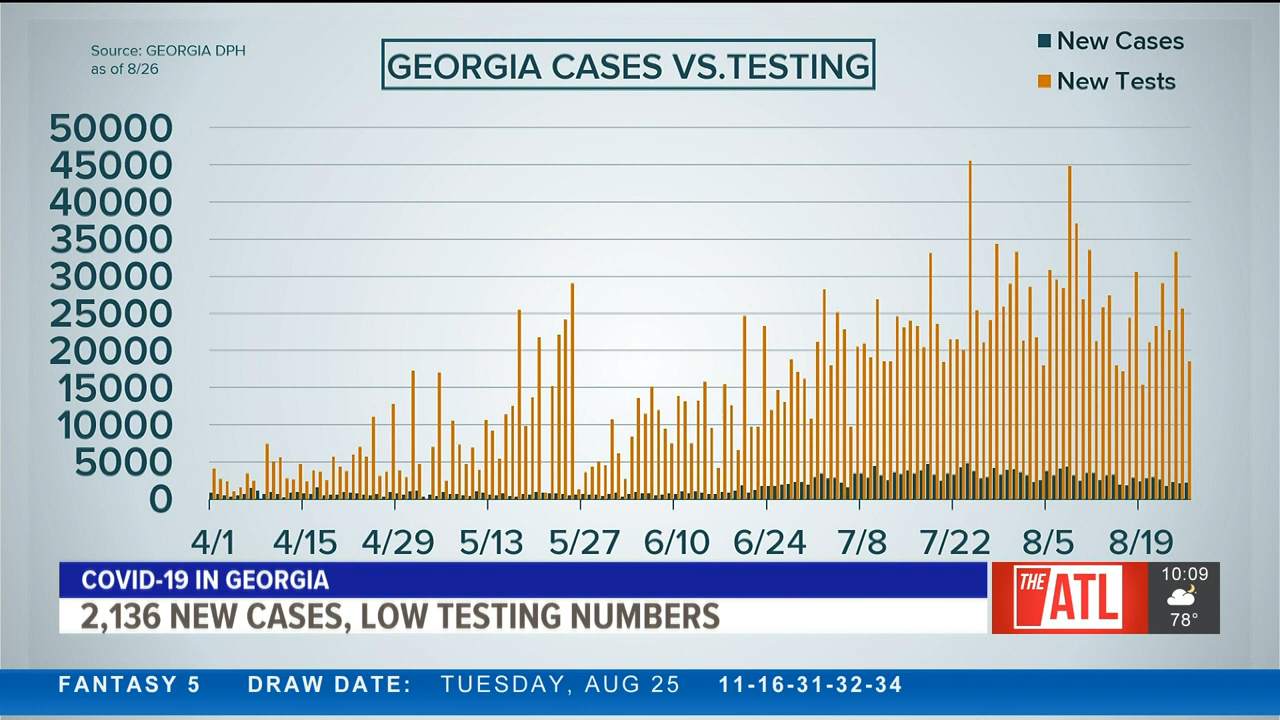 Source: GEORGIA DPH
as of 8/26
GEORGIA CASES VS.TESTING
New Cases
New Tests
50000
45000
40000
35000
30000
25000
20000
15000
10000
5000
0
4/1 4/15 4/29 5/13 5/27 6/10 6/24 7/8 7/22 8/5 8/19
COVID-19 IN GEORGIA
2,136 NEW CASES, LOW TESTING NUMBERS
THE ATL
10:09
78°
FANTASY 5 DRAW DATE: TUESDAY, AUG 25 11-16-31-32-34